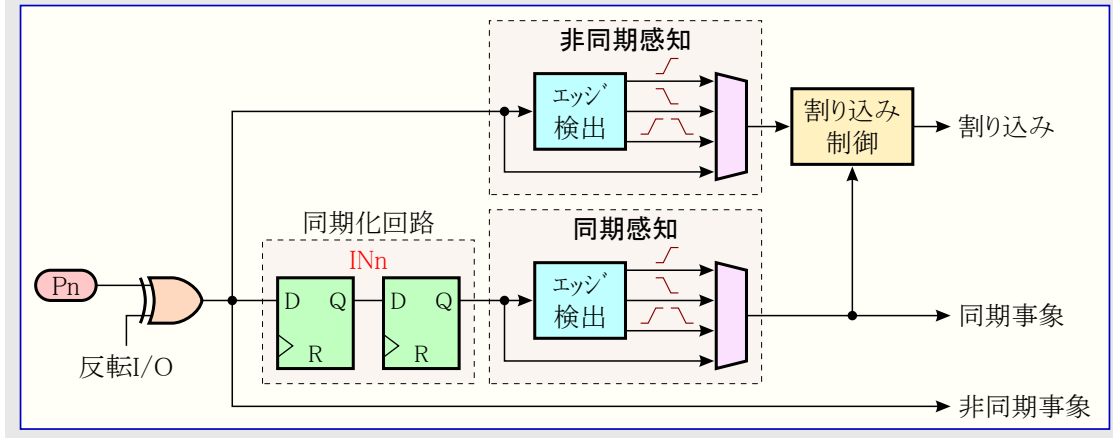 非同期感知
ｴｯｼﾞ
検出
割り込み
制御
割り込み
同期化回路
INn
同期感知
Pn
D Q
R
D Q
R
ｴｯｼﾞ
検出
同期事象
反転I/O
非同期事象